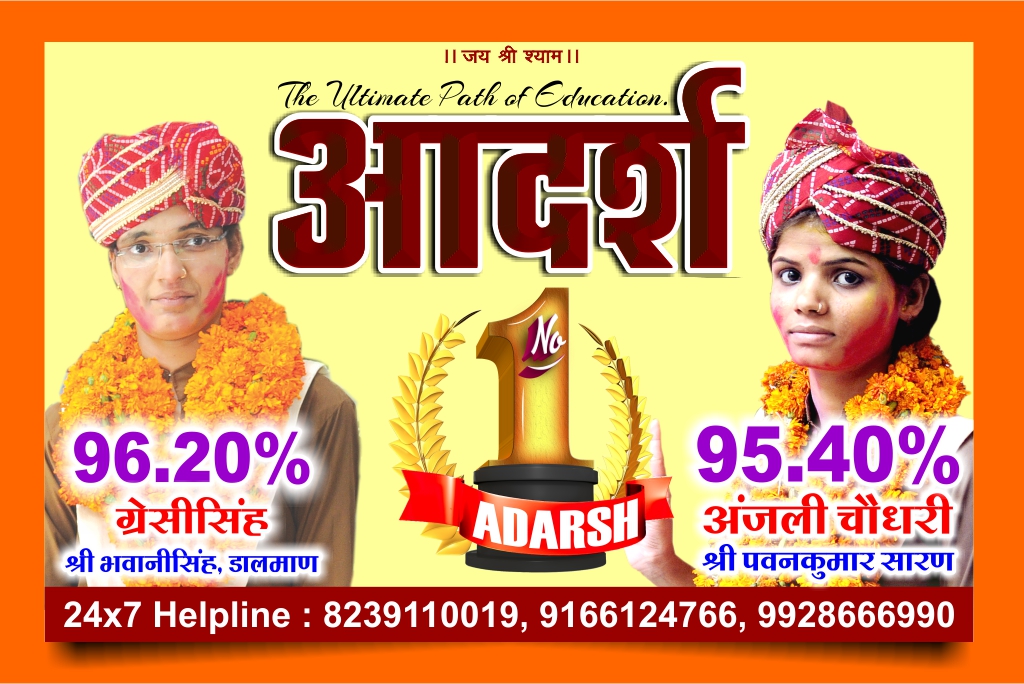 ।। जय श्री श्याम।।
The Ultimate Path of Education.
आदर्श
No
1
ADARSH
96.20%
ग्रेसीसिंह
श्री भवानीसिंह, डालमाण
95.40%
अंजली चौधरी
श्री पवनकुमार सारण
24x7 Helpline : 8239110019, 9166124766, 9928666990